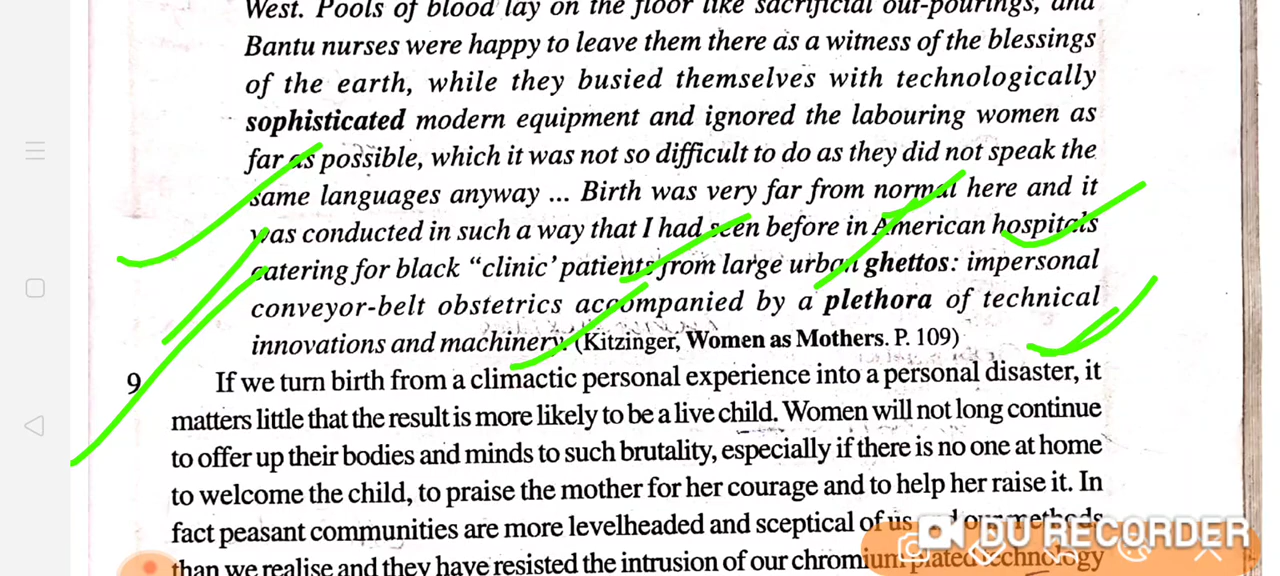 West. Pools of blood lay on the floor like sacrificial out-pourings, and
Bantu nurses were happy to leave them there as a witness of the blessings
of the earth, while they busied themselves with technologically
sophisticated modern equipment and ignored the labouring women as
far as possible, which it was not so difficult to do as they did not speak the
same languages anyway ... Birth was very far from normal here and it
was conducted in such a way that I had seen before in American hospitals
catering for black "clinic' patients from large urban ghettos: impersonal
conveyor-belt obstetrics accompanied by a plethora of technical
innovations and machinery. (Kitzinger, Women as Mothers. P. 109)
9 If we turn birth from a climactic personal experience into a personal disaster, it
matters little that the result is more likely to be a live child. Women will not long continue
to offer up their bodies and minds to such brutality, especially if there is no one at home
to welcome the child, to praise the mother for her courage and to help her raise it. In
fact peasant communities are more levelheaded and sceptical of us and our methods
than we realise and they have resisted the intrusion of our chromium plated technology
DU RECORDER